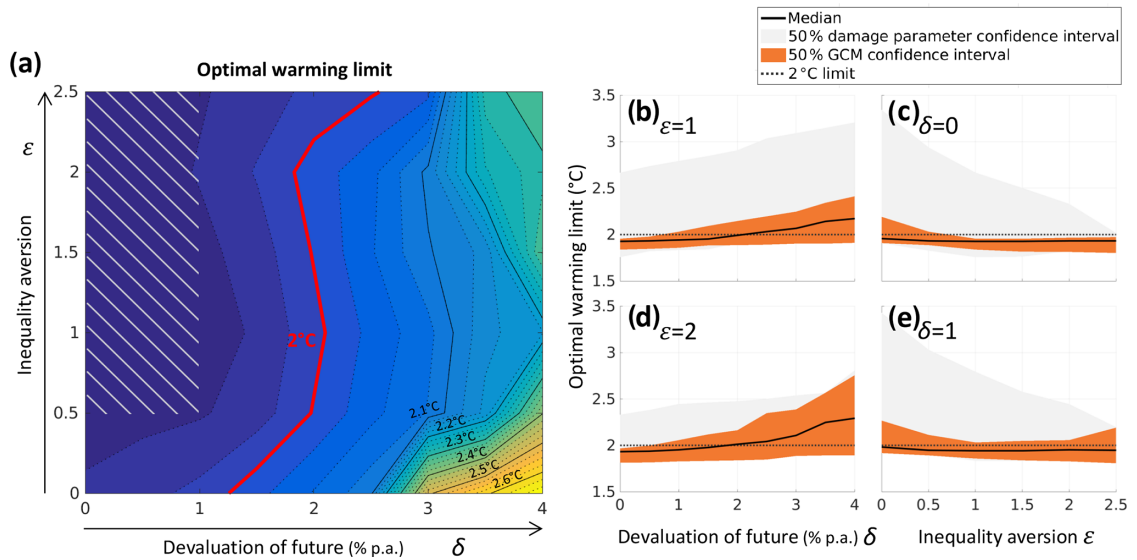 Median
50% damage parameter confidence interval
50% GCM confidence interval
2°C limit
(a)
Optimal warming limit
2.5
2
1.5
1
0.5
0
ε
Inequality aversion
2°C
2.1°C
2.2°C
2.3°C
2.4°C
2.5°C
2.6°C
0 1 2 3 4
Devaluation of future (% p.a.) δ
Optimal warming limit (°C)
(b) ε=1
3.5
3
2.5
2
1.5
(c) δ=0
(d) ε=2
3.5
3
2.5
2
1.5
0 1 2 3 4
Devaluation of future (% p.a.) δ
(e) δ=1
0 0.5 1 1.5 2 2.5
Inequality aversion ε